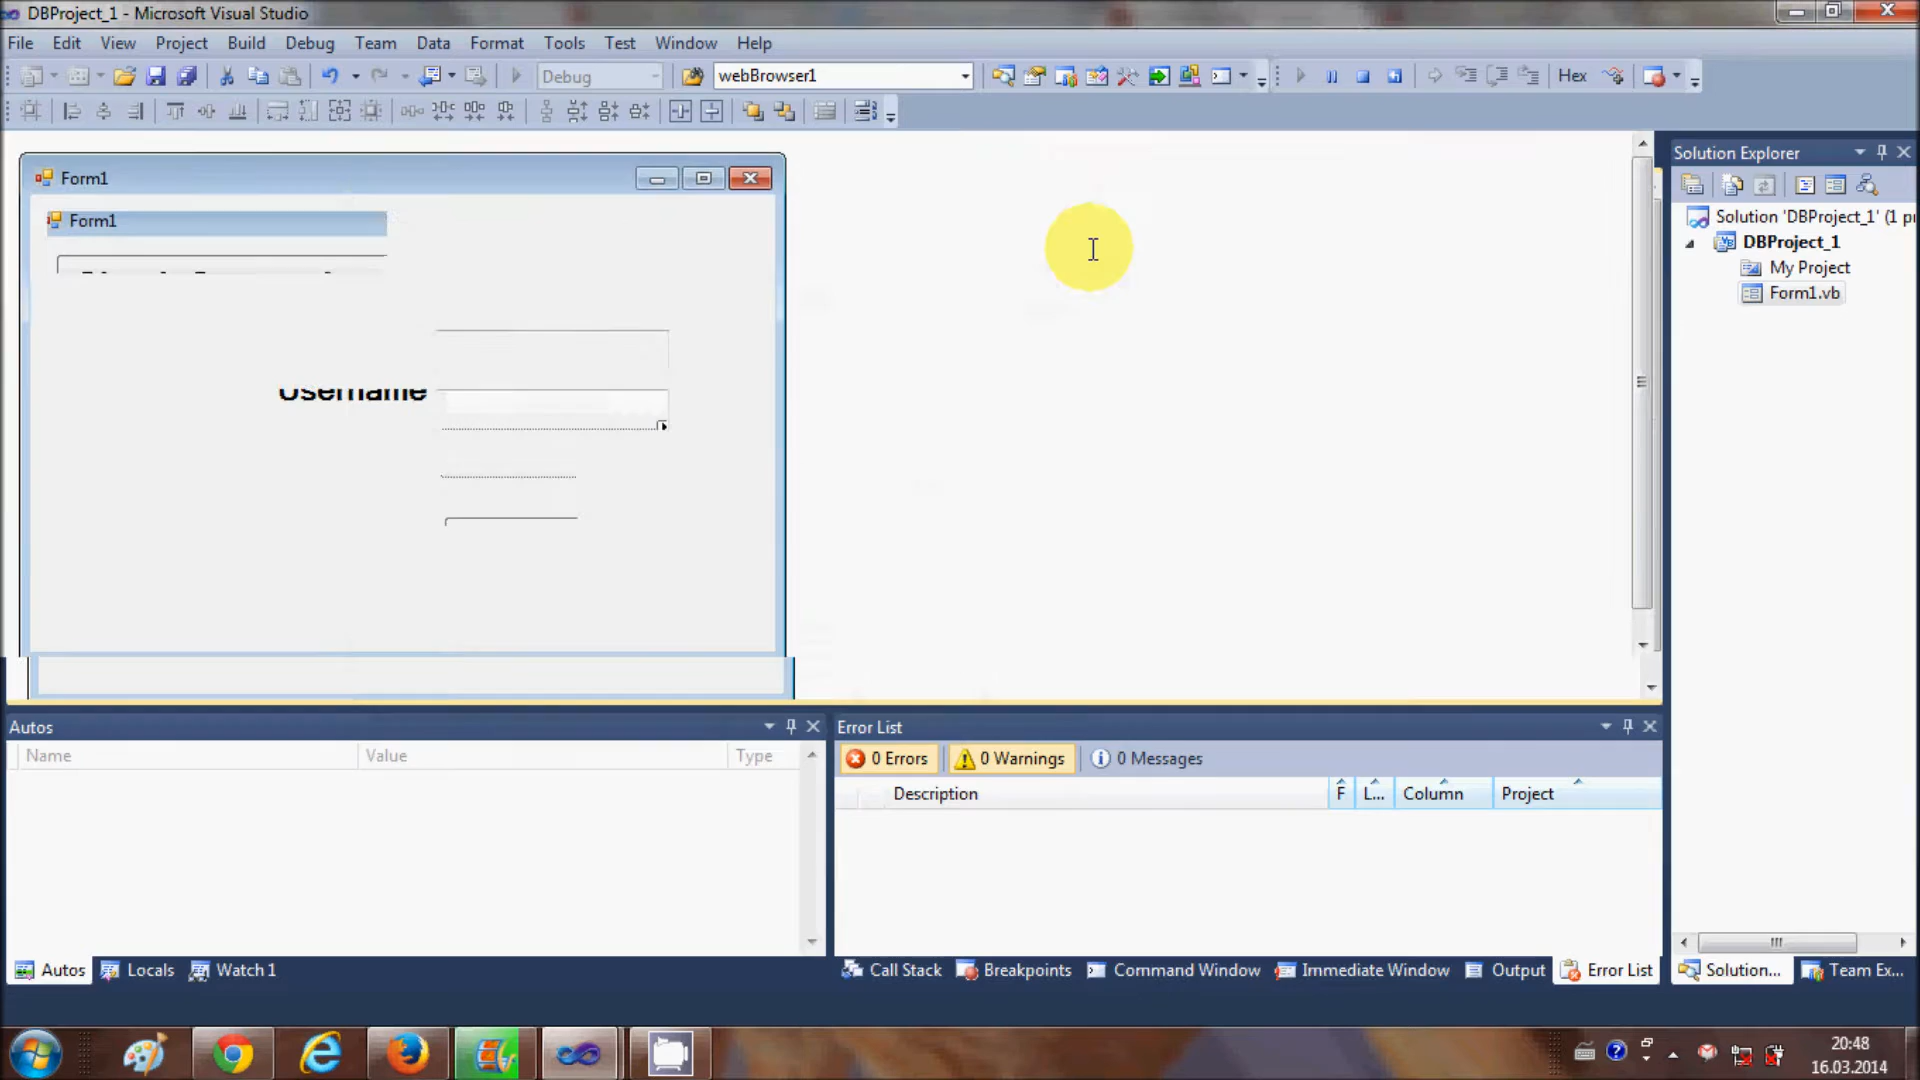 DBProject_1 - Microsoft Visual Studio
File Edit View Project Build Debug Team Data Format Tools Test Window Help
Debug webBrowser1 Hex
Form1
Form1
Username
Solution Explorer
Solution 'DBProject_1' (1 pr
DBProject_1
My Project
Form1.vb
Autos
Name Value Type
Error List
0 Errors 0 Warnings 0 Messages
Description F L... Column Project
Autos Locals Watch 1
Call Stack Breakpoints Command Window Immediate Window Output Error List
Solution... Team Ex...
20:48
16.03.2014